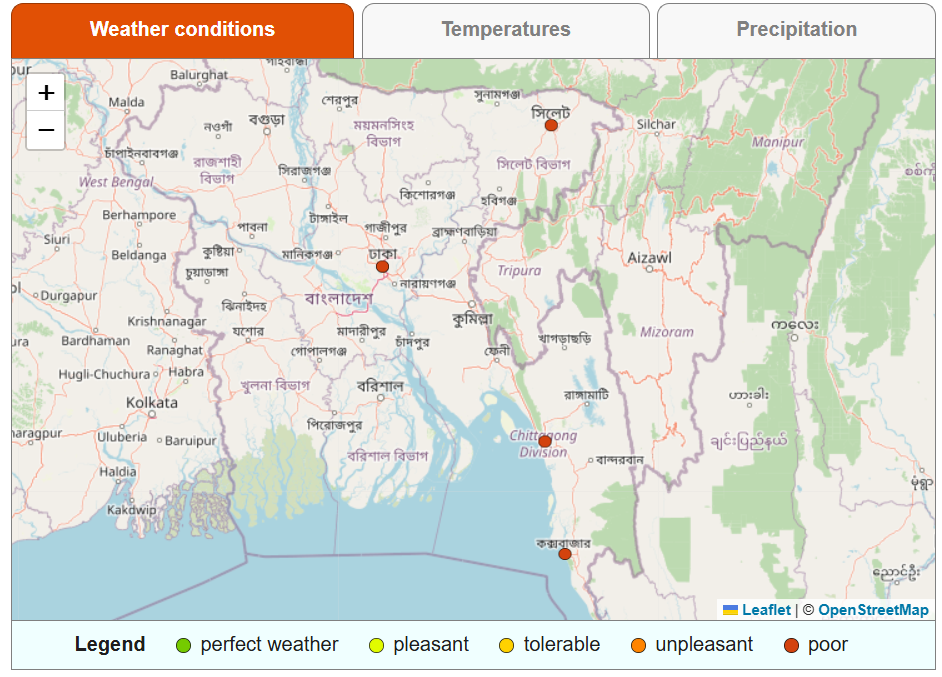 Weather conditions
Temperatures
Precipitation
+
−
Balurghat
গাইবান্ধা
Malda
শেরপুর
সুনামগঞ্জ
নওগাঁ
বগুড়া
ময়মনসিংহ
বিভাগ
সিলেট
Silchar
Manipur
চাঁপাইনবাবগঞ্জ
রাজশাহী
বিভাগ
সিরাজগঞ্জ
সিলেট বিভাগ
West Bengal
কিশোরগঞ্জ
হবিগঞ্জ
Berhampore
টাঙ্গাইল
পাবনা
গাজীপুর
ব্রাহ্মণবাড়িয়া
Siuri
Beldanga
কুষ্টিয়া
মানিকগঞ্জ
ঢাকা
Aizawl
চুয়াডাঙ্গা
Tripura
নারায়ণগঞ্জ
Durgapur
ঝিনাইদহ
বাংলাদেশ
Krishnanagar
কুমিল্লা
যশোর
মাদারীপুর
চাঁদপুর
Mizoram
ကလေး
Bardhaman
Ranaghat
গোপালগঞ্জ
ফেনী
খাগড়াছড়ি
Hugli-Chuchura
Habra
খুলনা বিভাগ
বরিশাল
রাঙ্গামাটি
ဟားခါး
Kolkata
পিরোজপুর
Uluberia
Baruipur
Chittagong
Division
ချင်းပြည်နယ်
বরিশাল বিভাগ
বান্দরবান
Haldia
Kakdwip
কক্সবাজার
ညောင်ဦး
Leaflet | © OpenStreetMap
Legend
perfect weather
pleasant
tolerable
unpleasant
poor